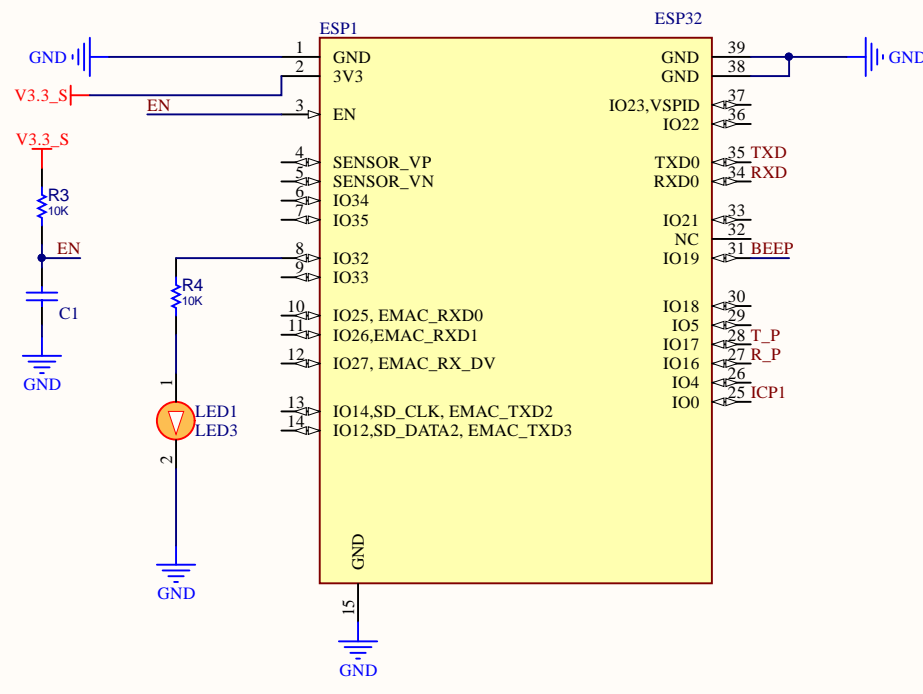 ESP1
ESP32
GND
1
GND
GND
39
GND
V3.3_S
2
3V3
GND
38
EN
3
EN
IO23,VSPID
37
IO22
36
V3.3_S
4
SENSOR_VP
TXD0
35
TXD
5
SENSOR_VN
RXD0
34
RXD
R3
10K
6
IO34
7
IO35
IO21
33
NC
32
EN
8
IO32
IO19
31
BEEP
9
IO33
R4
10K
C1
10
IO25, EMAC_RXD0
IO18
30
11
IO26,EMAC_RXD1
IO5
29
IO17
28
T_P
12
IO27, EMAC_RX_DV
IO16
27
R_P
GND
1
IO4
26
13
IO14,SD_CLK, EMAC_TXD2
IO0
25
ICP1
LED1
LED3
14
IO12,SD_DATA2, EMAC_TXD3
2
GND
GND
15
GND